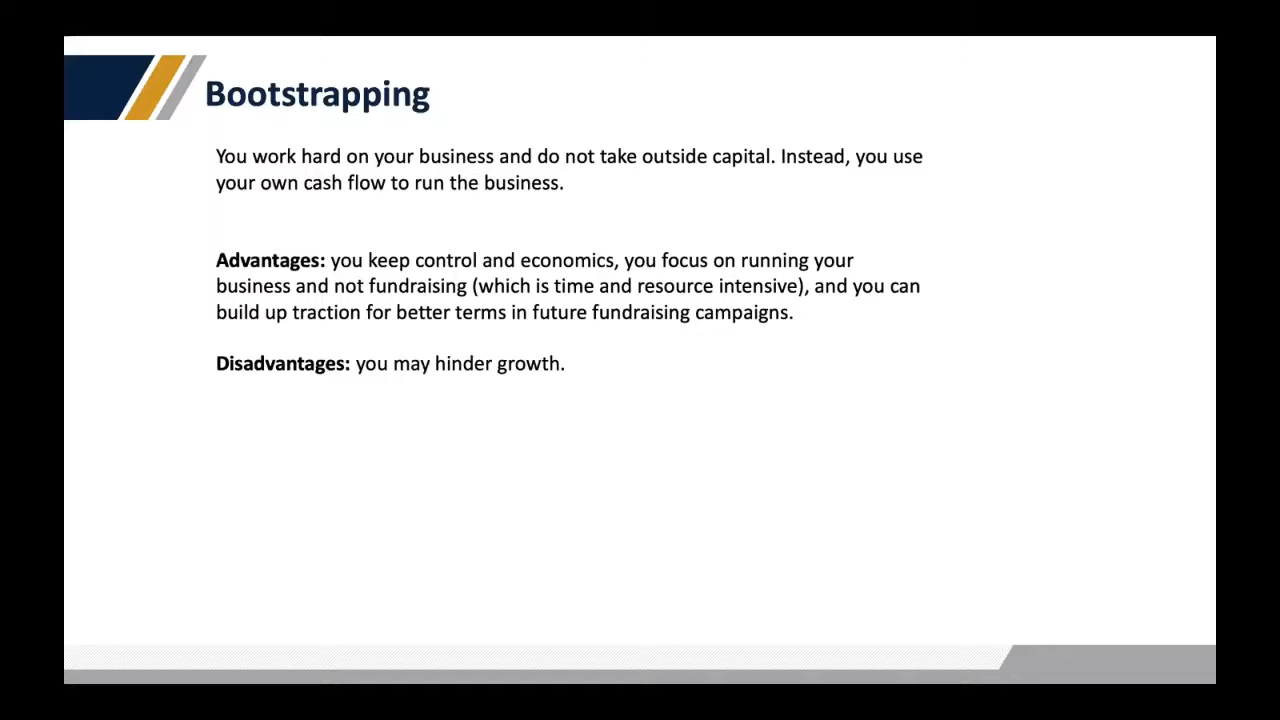 Bootstrapping
You work hard on your business and do not take outside capital. Instead, you use
your own cash flow to run the business.
Advantages: you keep control and economics, you focus on running your
business and not fundraising (which is time and resource intensive), and you can
build up traction for better terms in future fundraising campaigns.
Disadvantages: you may hinder growth.